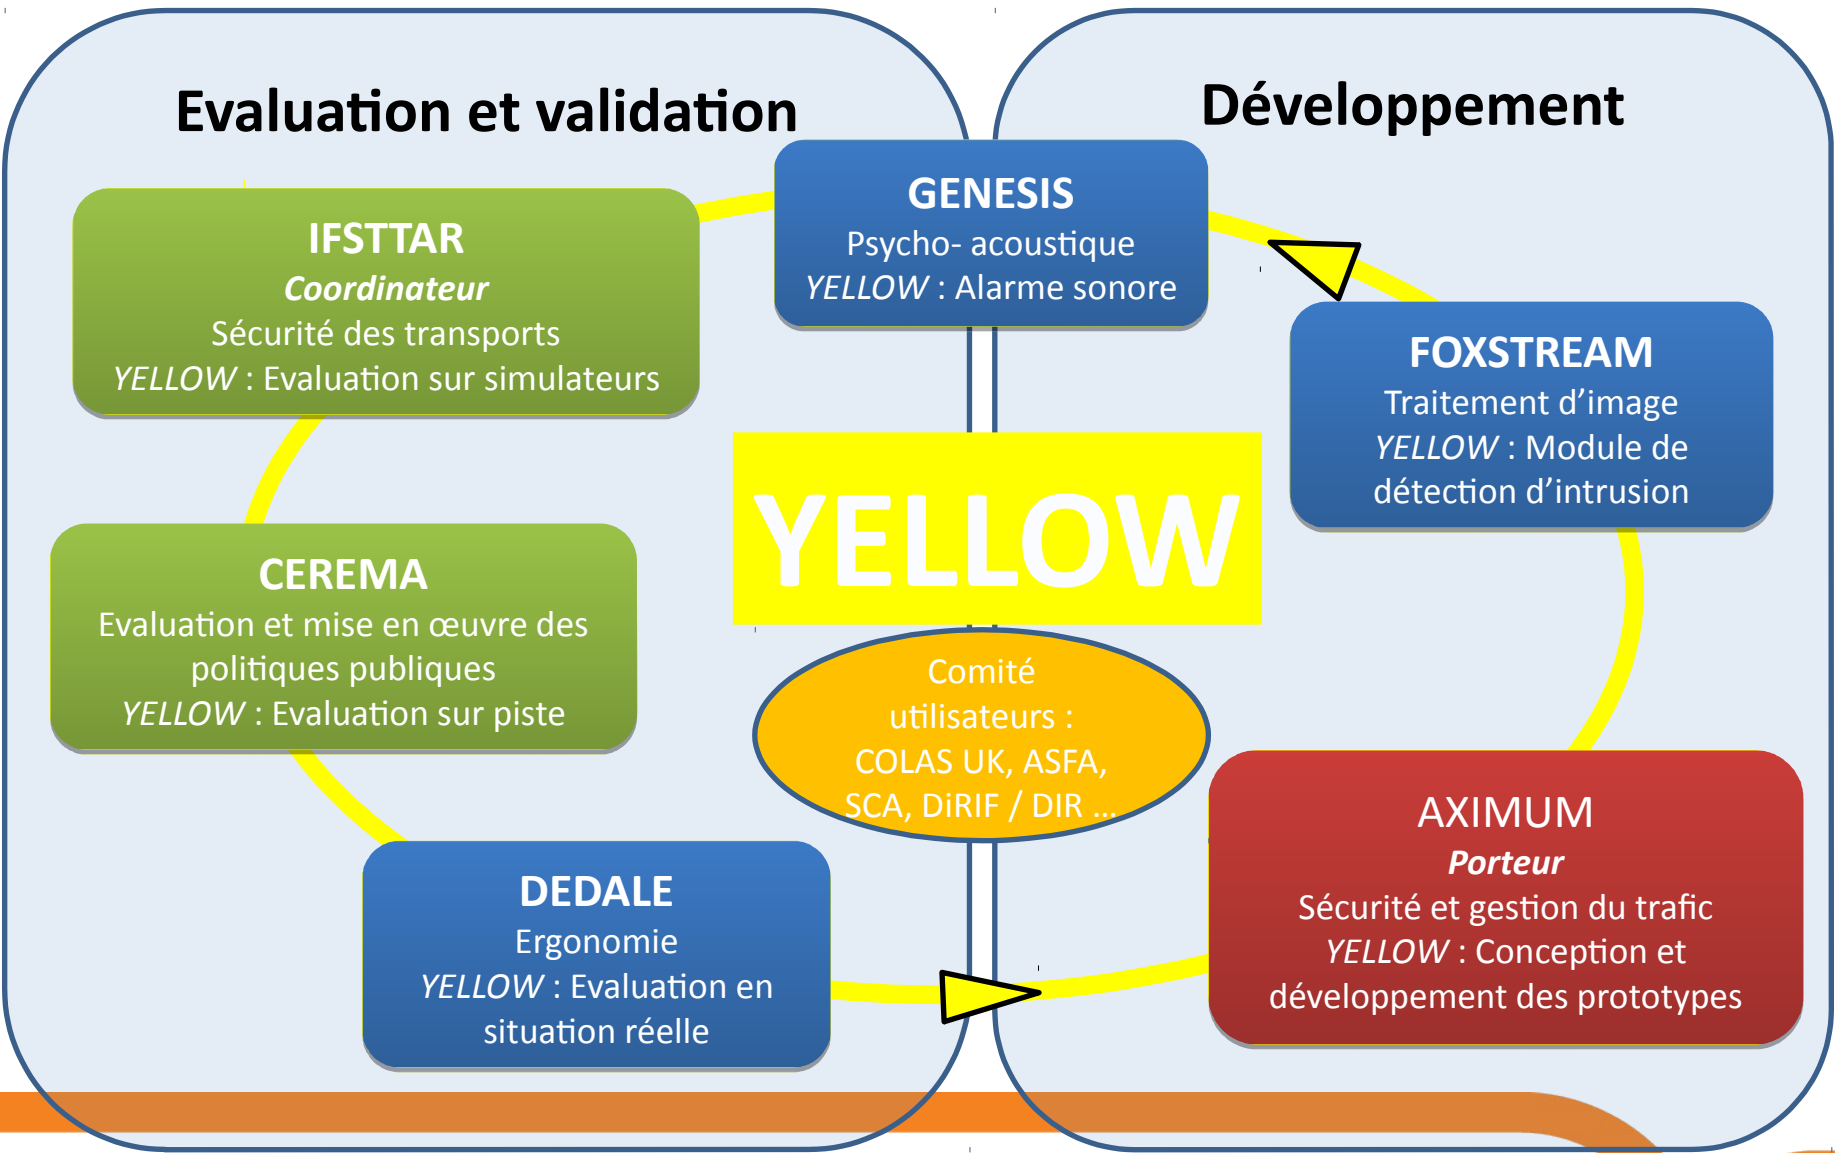 Evaluation et validation
Développement
GENESIS
Psycho- acoustique
YELLOW : Alarme sonore
IFSTTAR
Coordinateur
Sécurité des transports
YELLOW : Evaluation sur simulateurs
FOXSTREAM
Traitement d’image
YELLOW : Module de
détection d’intrusion
YELLOW
CEREMA
Evaluation et mise en œuvre des
politiques publiques
YELLOW : Evaluation sur piste
Comité
utilisateurs :
COLAS UK, ASFA,
SCA, DiRIF / DIR ...
AXIMUM
Porteur
Sécurité et gestion du trafic
YELLOW : Conception et
développement des prototypes
DEDALE
Ergonomie
YELLOW : Evaluation en
situation réelle